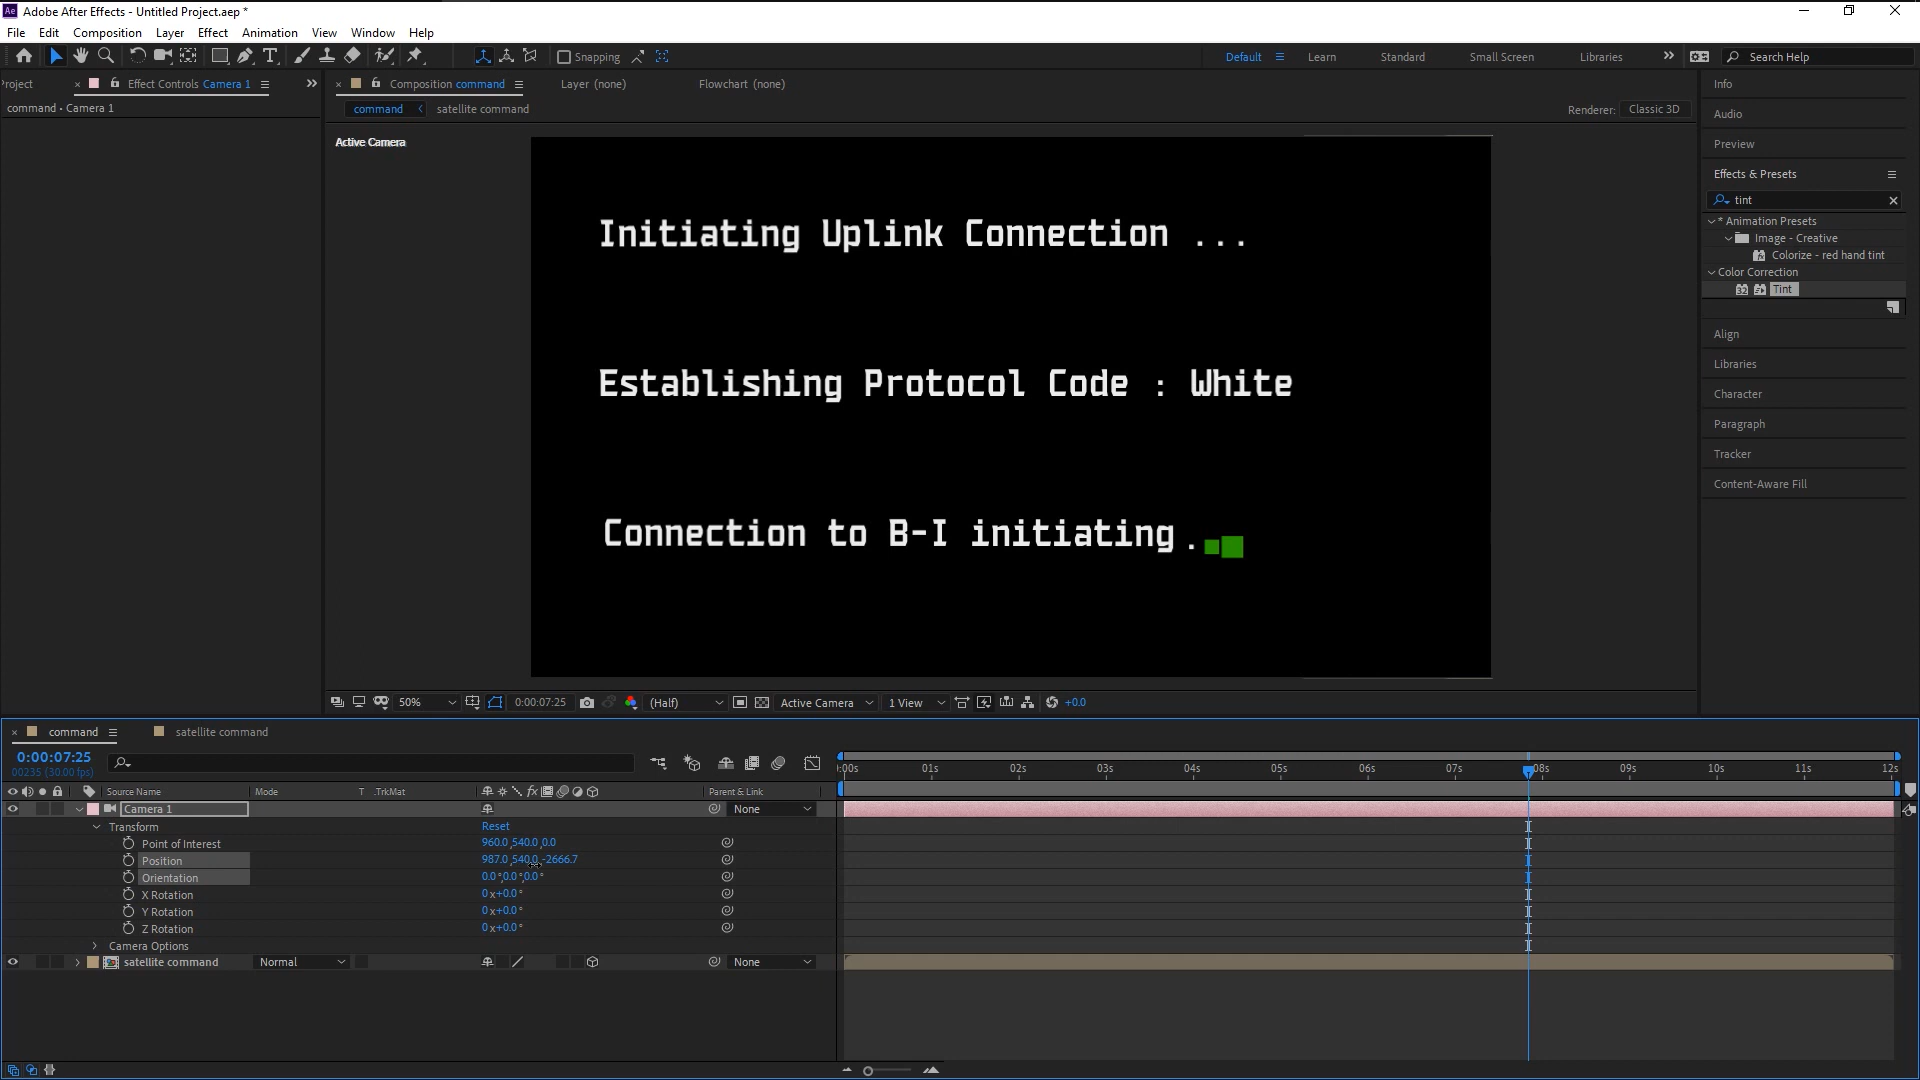 Ae Adobe After Effects - Untitled Project.aep *
File Edit Composition Layer Effect Animation View Window Help
Snapping Default Learn Standard Small Screen Libraries Search Help
roject Effect Controls Camera 1 Composition command Layer (none) Flowchart (none) Info
command • Camera 1 command satellite command Renderer: Classic 3D
Audio
Active Camera
Preview
Effects & Presets
tint
* Animation Presets
Image - Creative
Colorize - red hand tint
Color Correction
32 Tint
Align
Libraries
Character
Paragraph
Tracker
Content-Aware Fill
Initiating Uplink Connection ...
Establishing Protocol Code : White
Connection to B-I initiating .
50% 0:00:07:25 (Half) Active Camera 1 View +0.0
command satellite command
0:00:07:25
00235 (30.00 fps)
:00s 01s 02s 03s 04s 05s 06s 07s 08s 09s 10s 11s 12s
Source Name Mode T .TrkMat fx Parent & Link
Camera 1 None
Transform Reset
Point of Interest 960.0,540.0,0.0
Position 987.0,540.0,-2666.7
Orientation 0.0°,0.0°,0.0°
X Rotation 0x+0.0°
Y Rotation 0x+0.0°
Z Rotation 0x+0.0°
Camera Options
satellite command Normal None